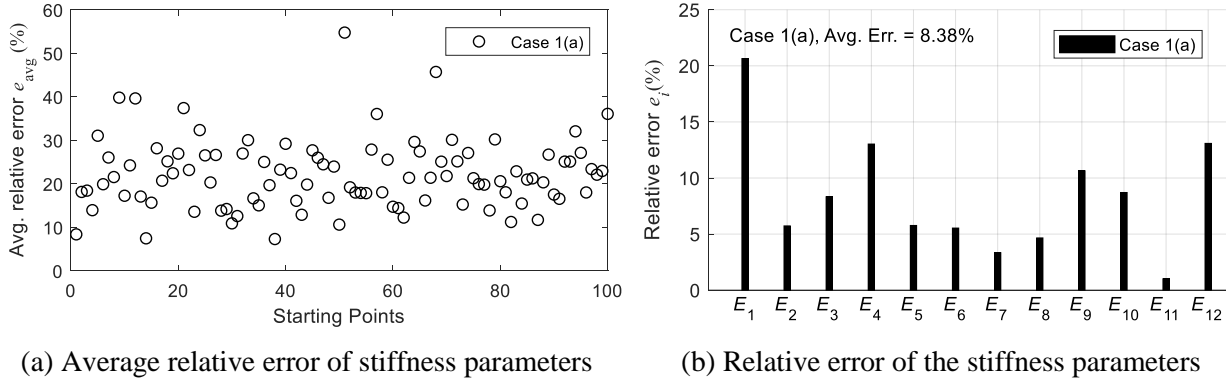 60
50
40
30
20
10
0
Avg. relative error e_avg (%)
Case 1(a)
0 20 40 60 80 100
Starting Points
(a) Average relative error of stiffness parameters
25
20
15
10
5
0
Relative error e_i(%)
Case 1(a), Avg. Err. = 8.38%
Case 1(a)
E_1 E_2 E_3 E_4 E_5 E_6 E_7 E_8 E_9 E_10 E_11 E_12
(b) Relative error of the stiffness parameters